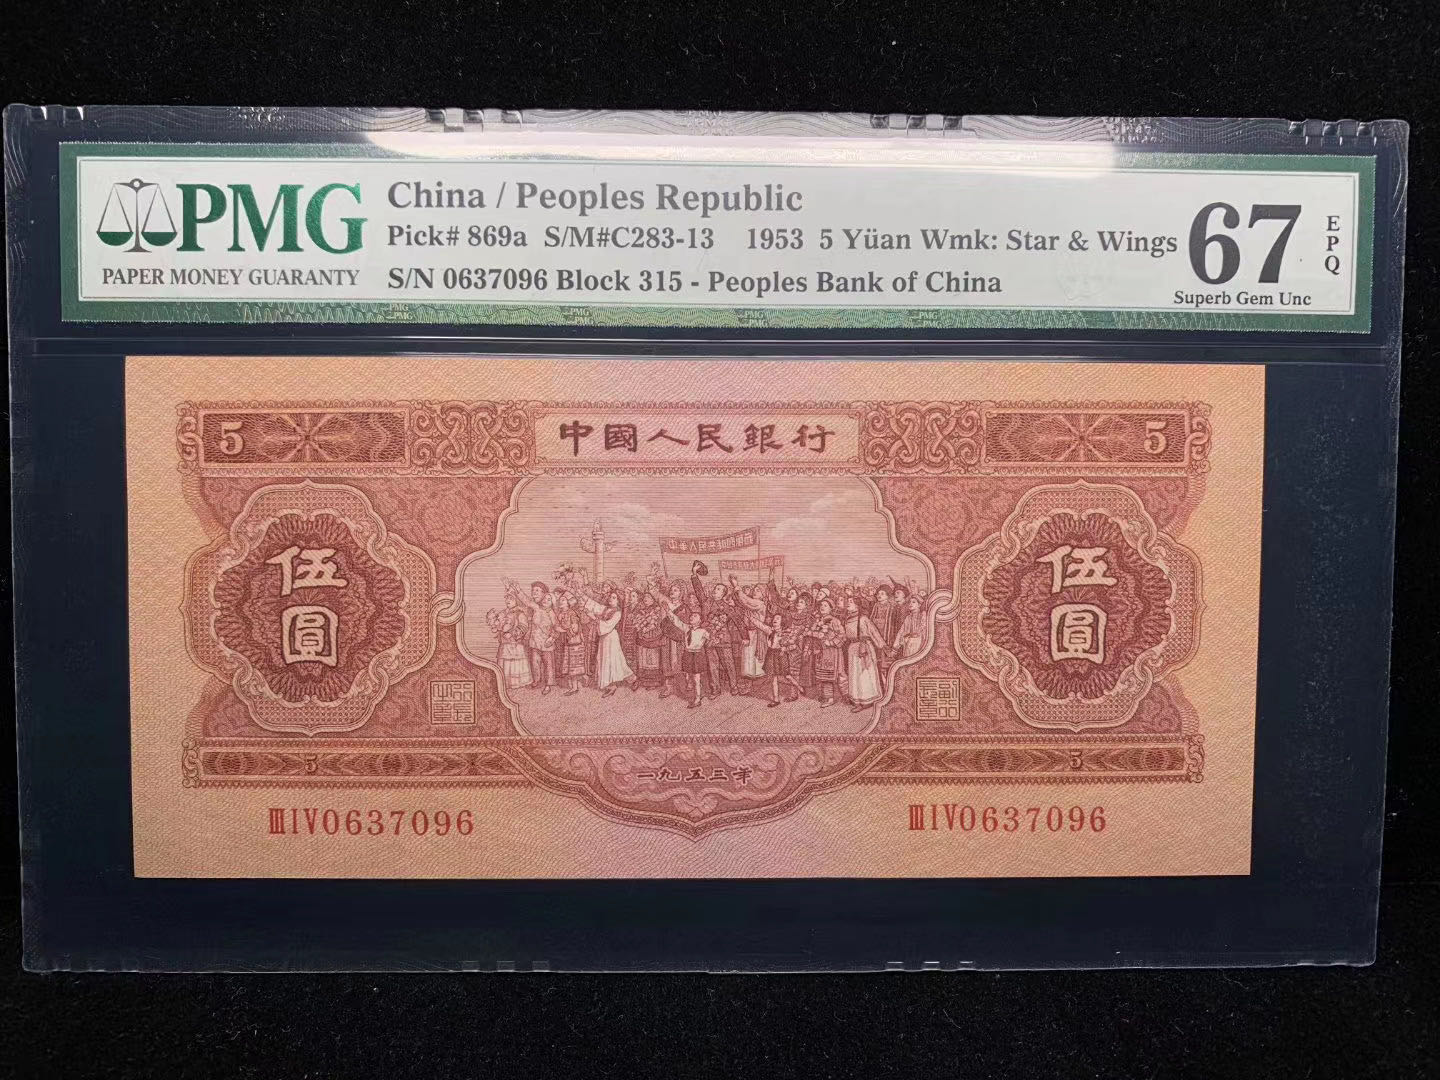 PMG
PAPER MONEY GUARANTY
China / Peoples Republic
Pick# 869a S/M#C283-13 1953 5 Yüan Wmk: Star & Wings
S/N 0637096 Block 315 - Peoples Bank of China
67
EPQ
Superb Gem Unc
5 中國人民銀行 5
伍圓 伍圓
5 一九五三年 5
ⅢⅠⅤ0637096 ⅢⅠⅤ0637096